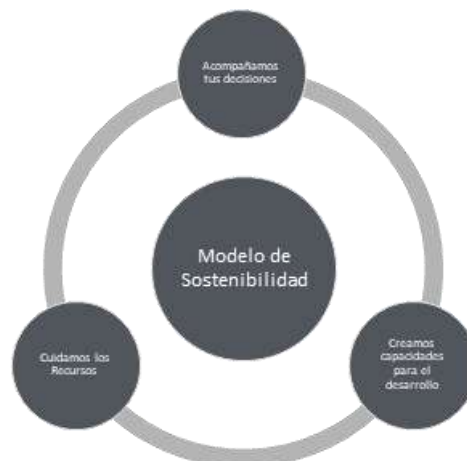 Acompañamos
tus decisiones
Modelo de
Sostenibilidad
Cuidamos los
Recursos
Creamos
capacidades
para el
desarrollo